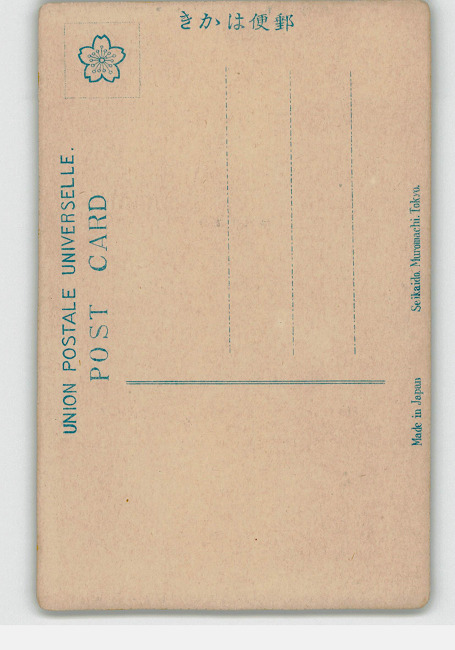 郵便はかき
UNION POSTALE UNIVERSELLE.
POST CARD
Seikaido, Muromachi, Tokyo.
Made in Japan